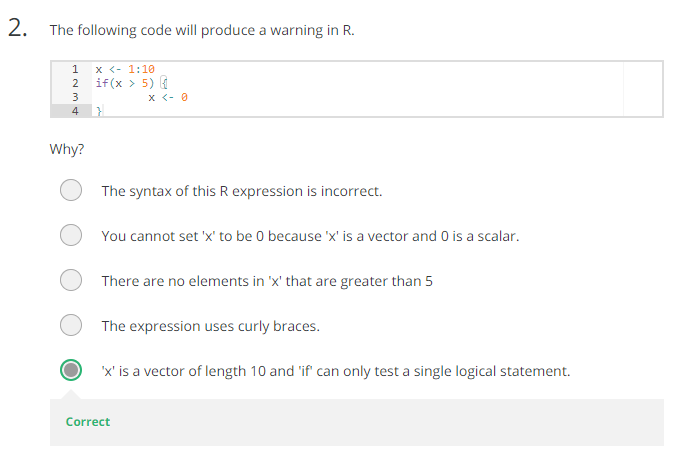 2. The following code will produce a warning in R.
1 x <- 1:10
2 if(x > 5) {
3 x <- 0
4 }
Why?
The syntax of this R expression is incorrect.
You cannot set 'x' to be 0 because 'x' is a vector and 0 is a scalar.
There are no elements in 'x' that are greater than 5
The expression uses curly braces.
'x' is a vector of length 10 and 'if' can only test a single logical statement.
Correct